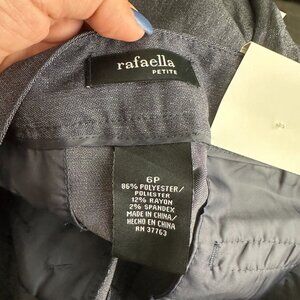 rafaella
PETITE
6P
86% POLYESTER/
POLIESTER
12% RAYON
2% SPANDEX
MADE IN CHINA/
HECHO EN CHINA
RN 37763